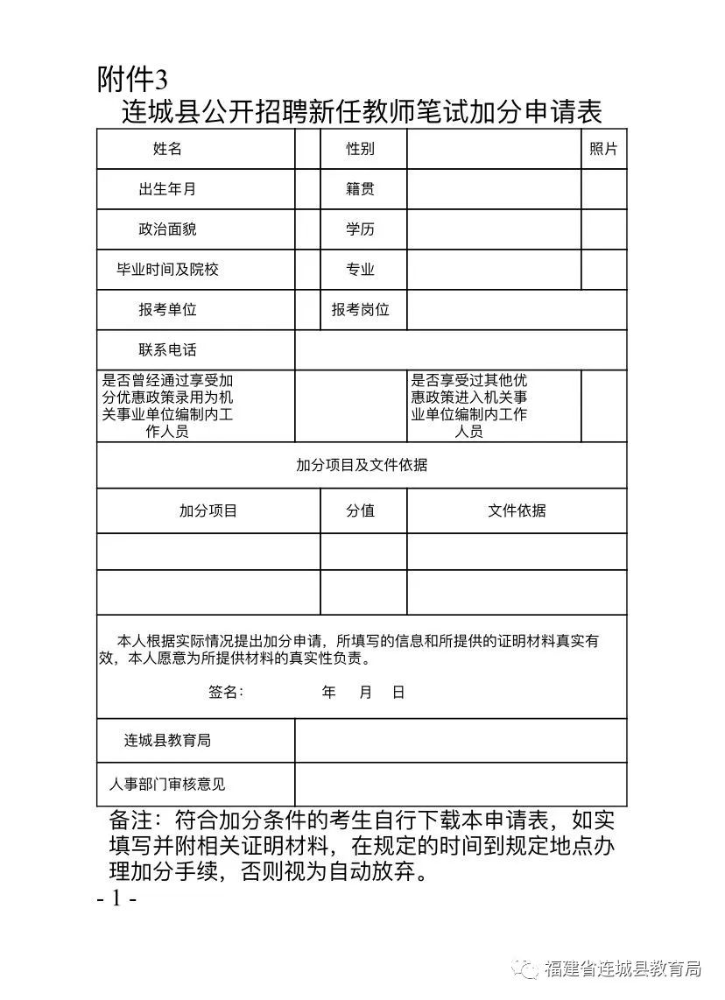 附件3
连城县公开招聘新任教师笔试加分申请表
姓名 性别 照片
出生年月 籍贯
政治面貌 学历
毕业时间及院校 专业
报考单位 报考岗位
联系电话
是否曾经通过享受加
分优惠政策录用为机
关事业单位编制内工
作人员
是否享受过其他优
惠政策进入机关事
业单位编制内工作
人员
加分项目及文件依据
加分项目 分值 文件依据
本人根据实际情况提出加分申请，所填写的信息和所提供的证明材料真实有
效，本人愿意为所提供材料的真实性负责。
签名： 年 月 日
连城县教育局
人事部门审核意见
备注：符合加分条件的考生自行下载本申请表，如实
填写并附相关证明材料，在规定的时间到规定地点办
理加分手续，否则视为自动放弃。
- 1 -
福建省连城县教育局